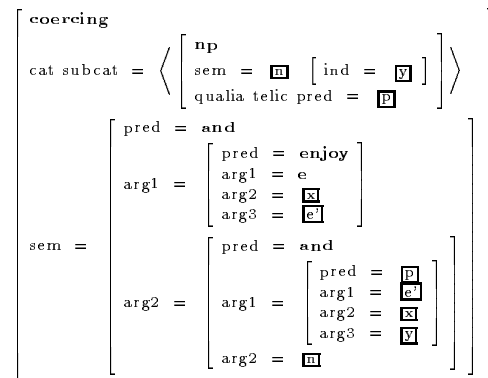 coercing
np
cat subcat = ⟨ sem = n [ ind = y ] ⟩
qualia telic pred = p
pred = and
pred = enjoy
arg1 = arg1 = e
arg2 = x
arg3 = e'
sem = pred = and
pred = p
arg2 = arg1 = arg1 = e'
arg2 = x
arg3 = y
arg2 = n